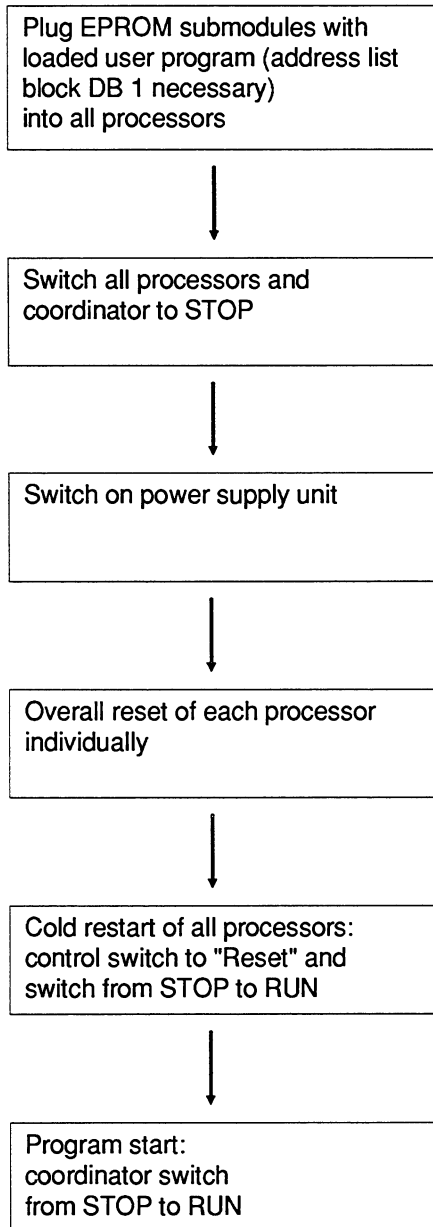 Plug EPROM submodules with
loaded user program (address list
block DB 1 necessary)
into all processors
Switch all processors and
coordinator to STOP
Switch on power supply unit
Overall reset of each processor
individually
Cold restart of all processors:
control switch to "Reset" and
switch from STOP to RUN
Program start:
coordinator switch
from STOP to RUN